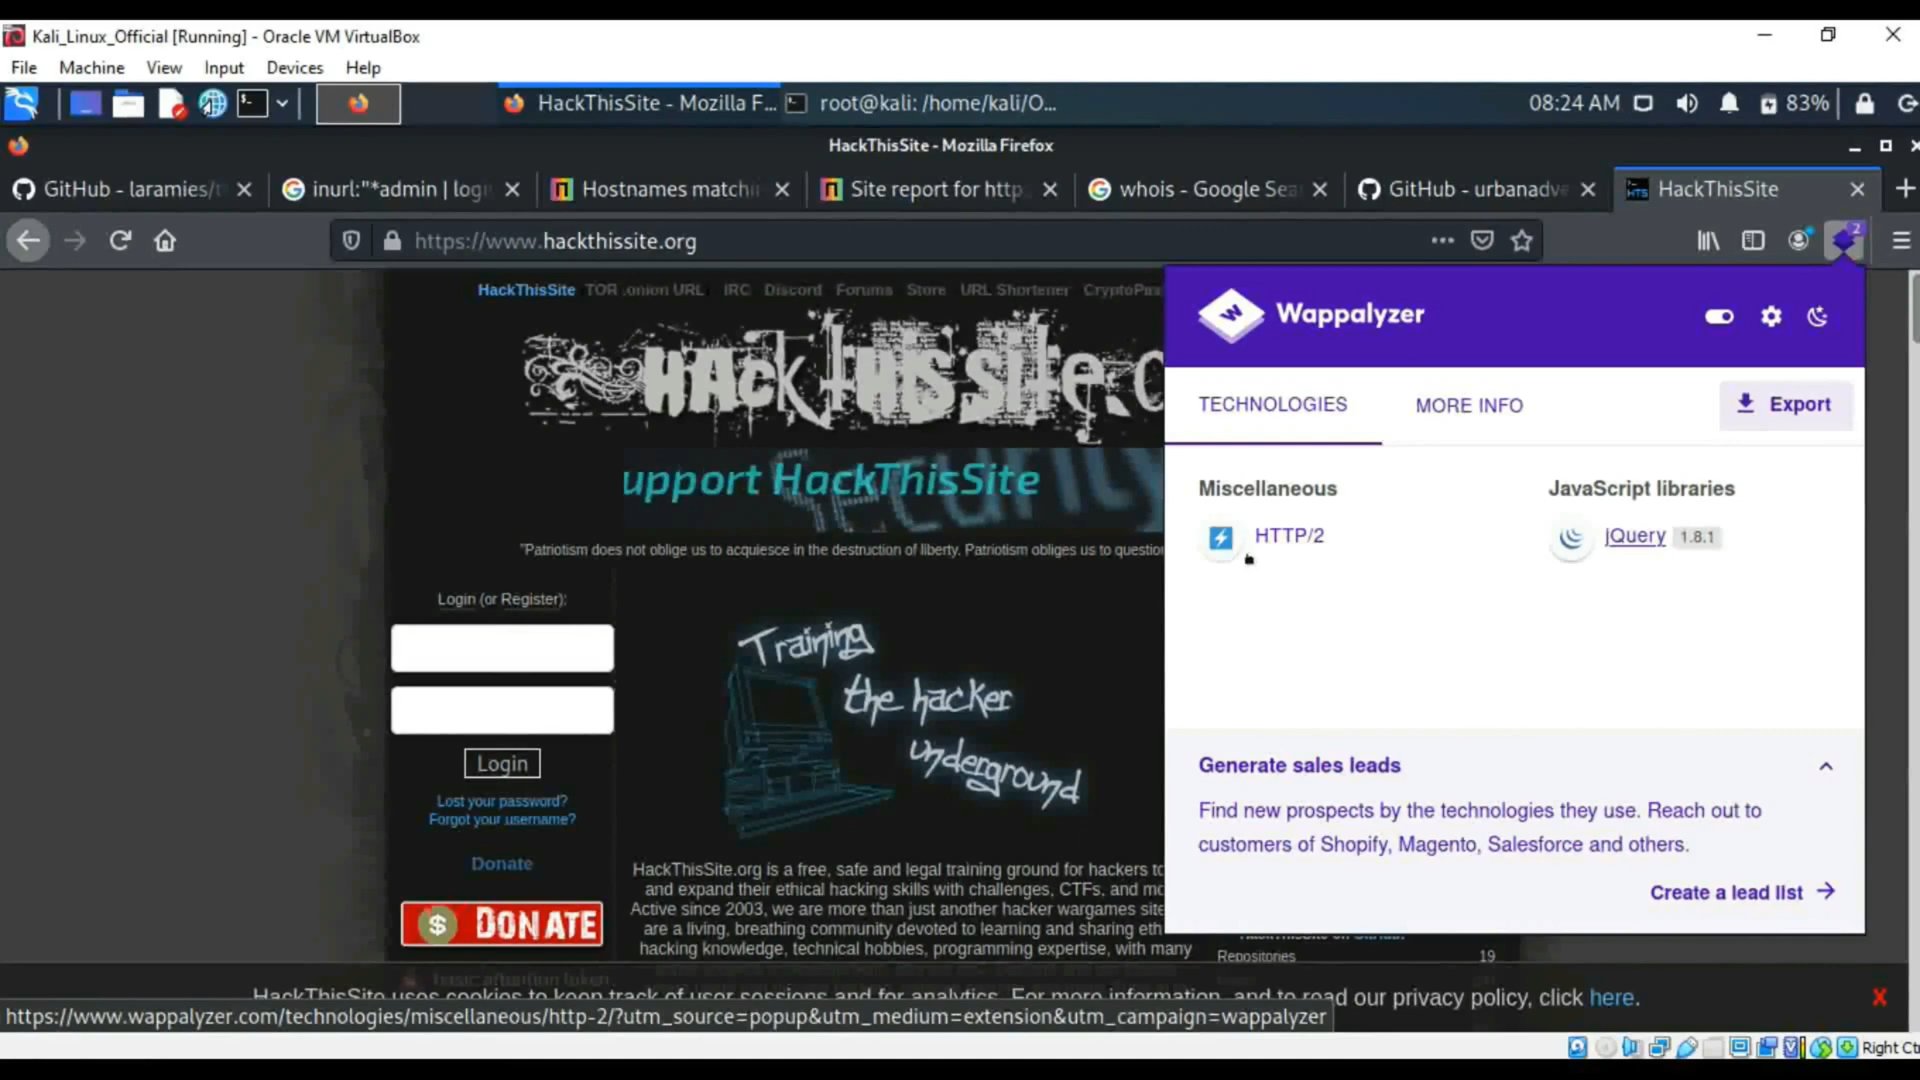 Kali_Linux_Official [Running] - Oracle VM VirtualBox
File Machine View Input Devices Help
HackThisSite - Mozilla F...
root@kali: /home/kali/O...
08:24 AM
83%
HackThisSite - Mozilla Firefox
GitHub - laramies/
inurl:"*admin | logi
Hostnames matchi
Site report for http
whois - Google Sea
GitHub - urbanadve
HackThisSite
https://www.hackthissite.org
2
HackThisSite TOR .onion URL IRC Discord Forums Store URL Shortener CryptoPas
HackThisSite.o
upport HackThisSite
Security
"Patriotism does not oblige us to acquiesce in the destruction of liberty. Patriotism obliges us to question
Login (or Register):
Login
Lost your password?
Forgot your username?
Donate
$ DONATE
Training
the hacker
underground
HackThisSite.org is a free, safe and legal training ground for hackers to
and expand their ethical hacking skills with challenges, CTFs, and mo
Active since 2003, we are more than just another hacker wargames site
are a living, breathing community devoted to learning and sharing eth
hacking knowledge, technical hobbies, programming expertise, with many
Wappalyzer
TECHNOLOGIES
MORE INFO
Export
Miscellaneous
HTTP/2
JavaScript libraries
jQuery 1.8.1
Generate sales leads
Find new prospects by the technologies they use. Reach out to
customers of Shopify, Magento, Salesforce and others.
Create a lead list
Repositories 19
basic attention token
HackThisSite uses cookies to keep track of user sessions and for analytics. For more information, and to read our privacy policy, click here.
X
https://www.wappalyzer.com/technologies/miscellaneous/http-2/?utm_source=popup&utm_medium=extension&utm_campaign=wappalyzer
Right Ct